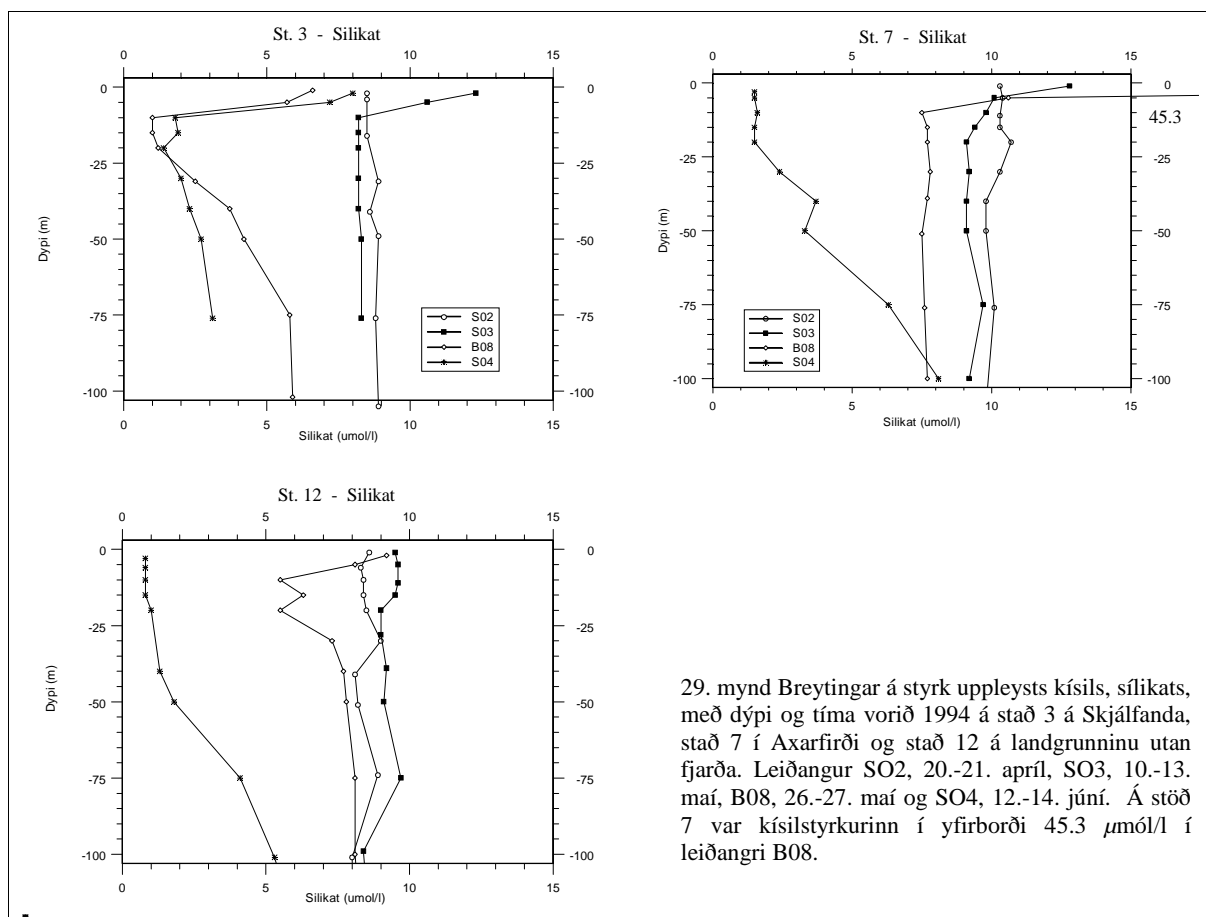 St. 3 - Silikat
0 5 10 15
0 0
-25 -25
-50 -50
-75 -75
-100 -100
Dypi (m)
S02
S03
B08
S04
0 5 10 15
Silikat (umol/l)
St. 7 - Silikat
0 5 10 15
0 0
45.3
-25 -25
-50 -50
-75 -75
-100 -100
Dypi (m)
S02
S03
B08
S04
0 5 10 15
Silikat (umol/l)
St. 12 - Silikat
0 5 10 15
0 0
-25 -25
-50 -50
-75 -75
-100 -100
Dypi (m)
0 5 10 15
Silikat (umol/l)
29. mynd Breytingar á styrk uppleysts kísils, sílikats,
með dýpi og tíma vorið 1994 á stað 3 á Skjálfanda,
stað 7 í Axarfirði og stað 12 á landgrunninu utan
fjarða. Leiðangur SO2, 20.-21. apríl, SO3, 10.-13.
maí, B08, 26.-27. maí og SO4, 12.-14. júní. Á stöð
7 var kísilstyrkurinn í yfirborði 45.3 µmól/l í
leiðangri B08.